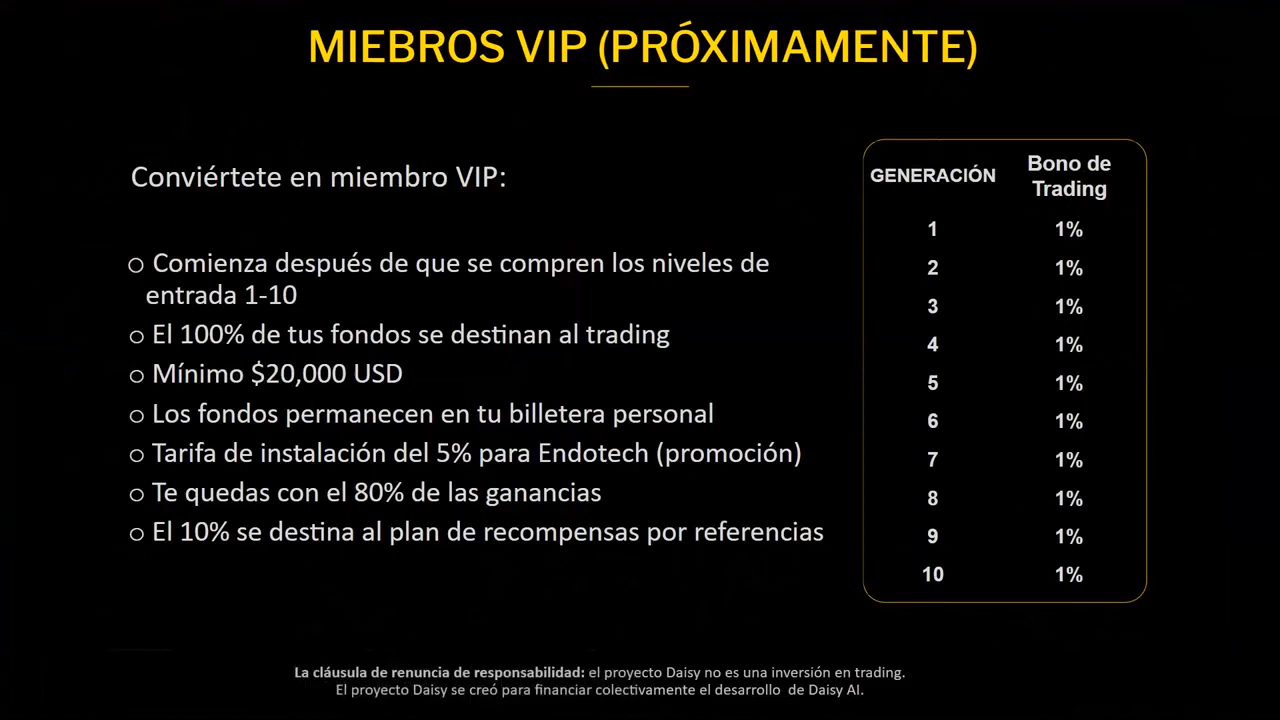 MIEBROS VIP (PRÓXIMAMENTE)
Conviértete en miembro VIP:
○ Comienza después de que se compren los niveles de
entrada 1-10
○ El 100% de tus fondos se destinan al trading
○ Mínimo $20,000 USD
○ Los fondos permanecen en tu billetera personal
○ Tarifa de instalación del 5% para Endotech (promoción)
○ Te quedas con el 80% de las ganancias
○ El 10% se destina al plan de recompensas por referencias
GENERACIÓN Bono de Trading
1 1%
2 1%
3 1%
4 1%
5 1%
6 1%
7 1%
8 1%
9 1%
10 1%
La cláusula de renuncia de responsabilidad: el proyecto Daisy no es una inversión en trading.
El proyecto Daisy se creó para financiar colectivamente el desarrollo de Daisy AI.